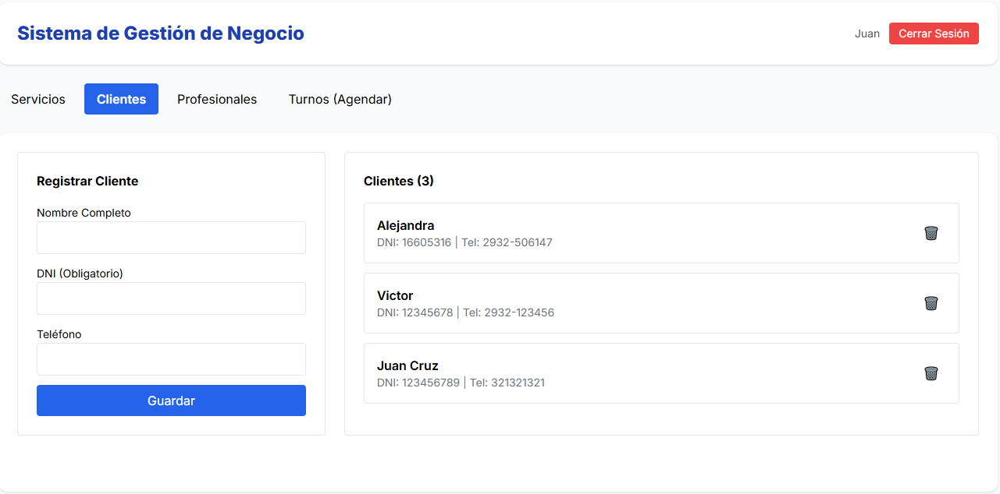 Sistema de Gestión de Negocio
Juan
Cerrar Sesión
Servicios
Clientes
Profesionales
Turnos (Agendar)
Registrar Cliente
Nombre Completo
DNI (Obligatorio)
Teléfono
Guardar
Clientes (3)
Alejandra
DNI: 16605316 | Tel: 2932-506147
Victor
DNI: 12345678 | Tel: 2932-123456
Juan Cruz
DNI: 123456789 | Tel: 321321321